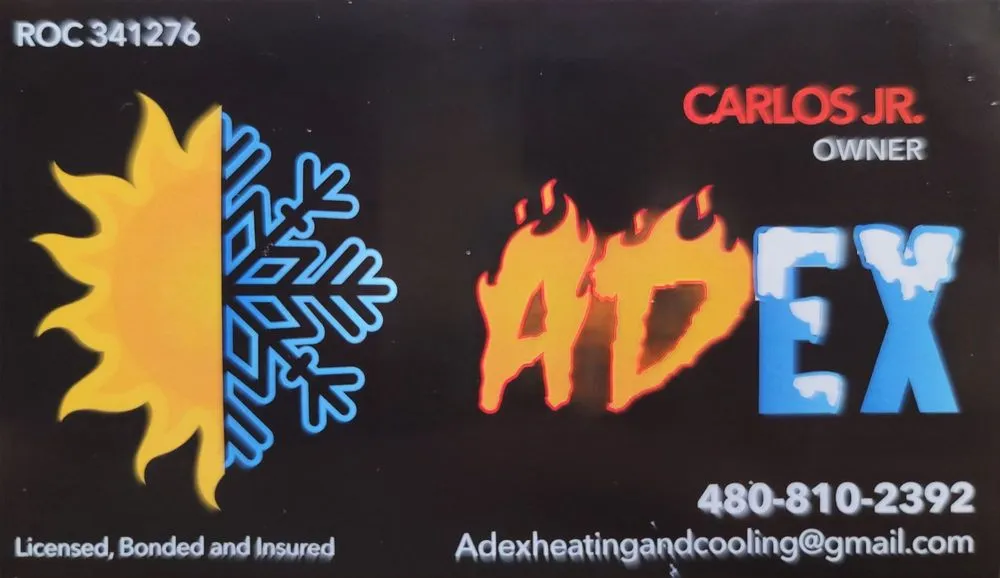 ROC 341276
CARLOS JR.
OWNER
ADEX
480-810-2392
Licensed, Bonded and Insured
Adexheatingandcooling@gmail.com